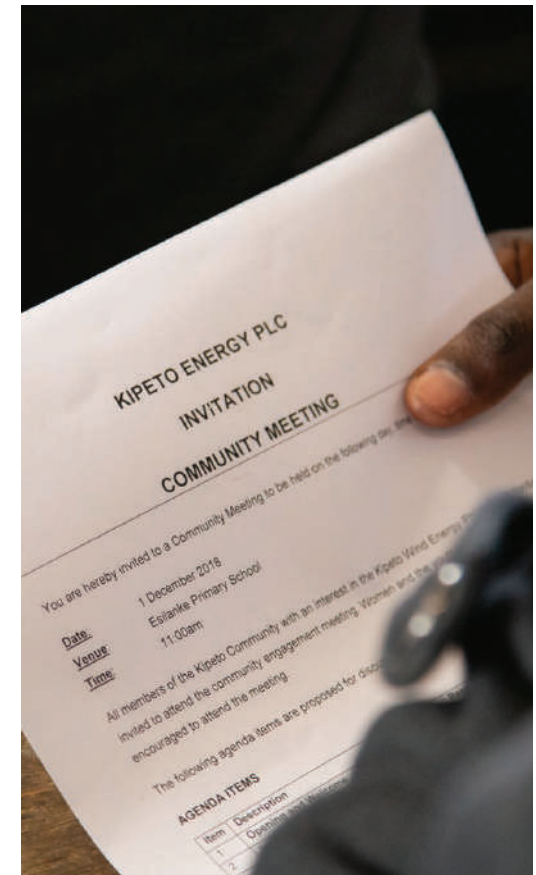 KIPETO ENERGY PLC
INVITATION
COMMUNITY MEETING
You are hereby invited to a Community Meeting to be held on the following day, time
Date: 1 December 2018
Venue: Esilanke Primary School
Time: 11:00am
All members of the Kipeto Community with an interest in the Kipeto Wind Energy
invited to attend the community engagement meeting. Women and the
encouraged to attend the meeting.
The following agenda items are proposed for
AGENDA ITEMS
Item Description
1 Opening and
2